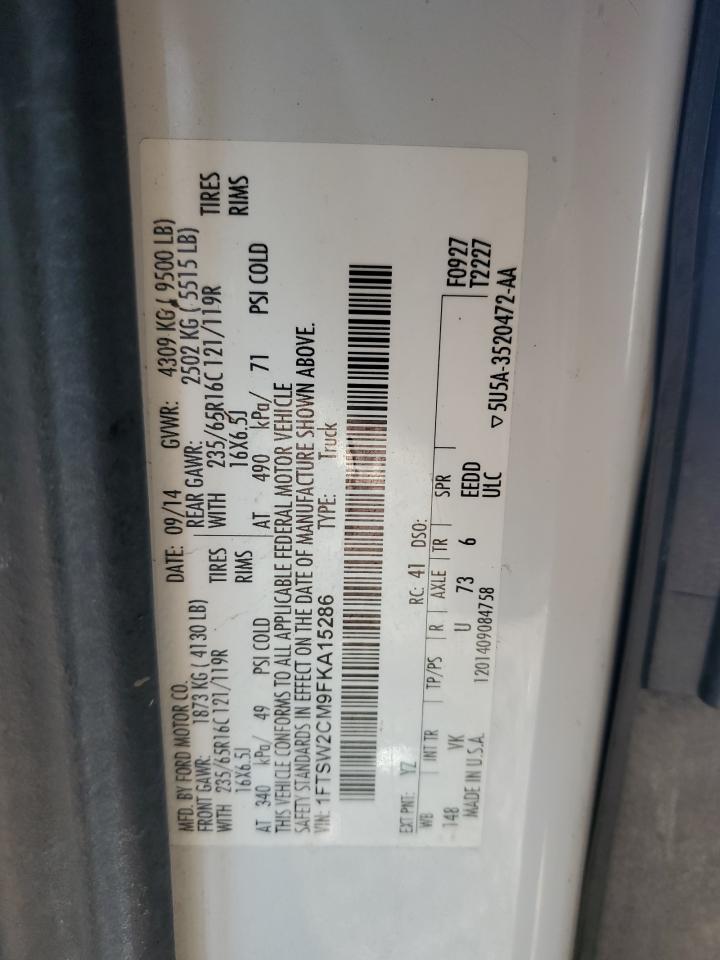 MFD. BY FORD MOTOR CO. DATE: 09/14 GVWR: 4309 KG ( 9500 LB)
FRONT GAWR: 1873 KG ( 4130 LB) REAR GAWR: 2502 KG ( 5515 LB)
WITH 235/65R16C 121/119R TIRES WITH 235/65R16C 121/119R TIRES
16X6.5J RIMS 16X6.5J RIMS
AT 340 kPa/ 49 PSI COLD AT 490 kPa/ 71 PSI COLD
THIS VEHICLE CONFORMS TO ALL APPLICABLE FEDERAL MOTOR VEHICLE
SAFETY STANDARDS IN EFFECT ON THE DATE OF MANUFACTURE SHOWN ABOVE.
VIN: 1FTSW2CM9FKA15286 TYPE: Truck
EXT PNT: YZ RC: 41 DSO:
WB INT TR TP/PS R AXLE TR SPR F0927
148 VK U 73 6 EEDD T2227
MADE IN U.S.A. 1201409084758 ULC ▽5U5A-3520472-AA